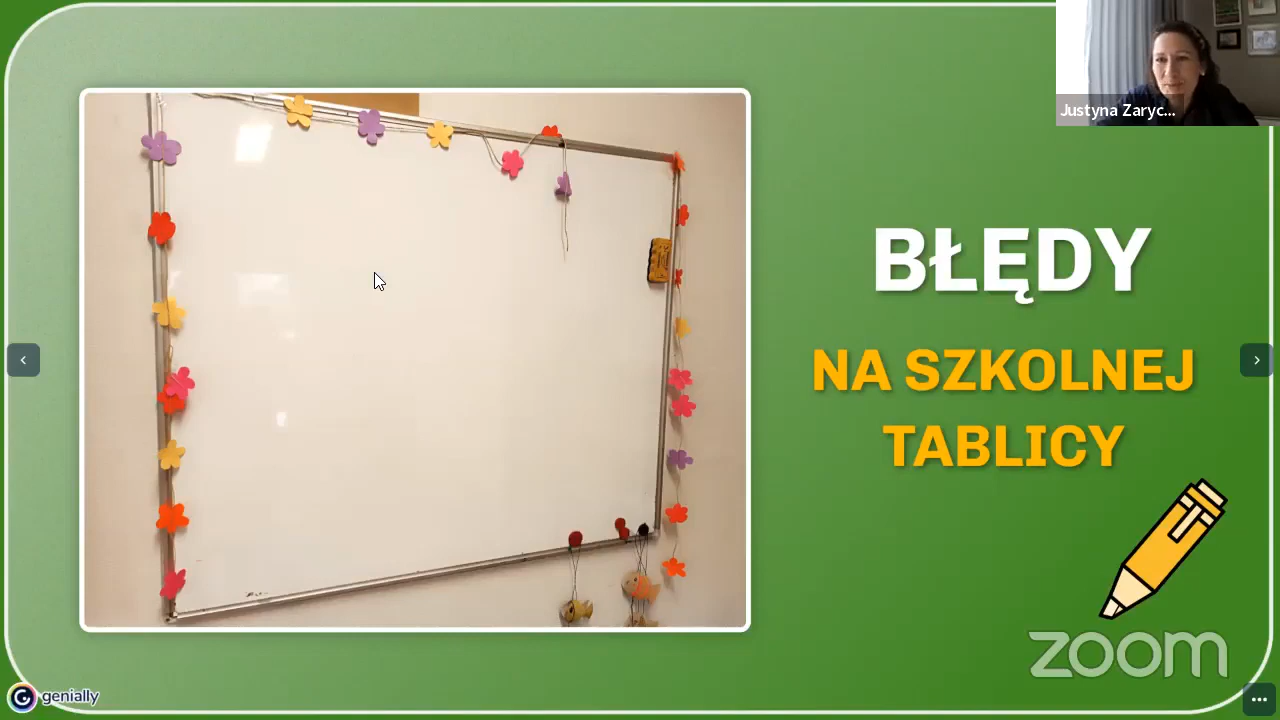 Justyna Zaryc...
BŁĘDY
NA SZKOLNEJ
TABLICY
zoom
genially